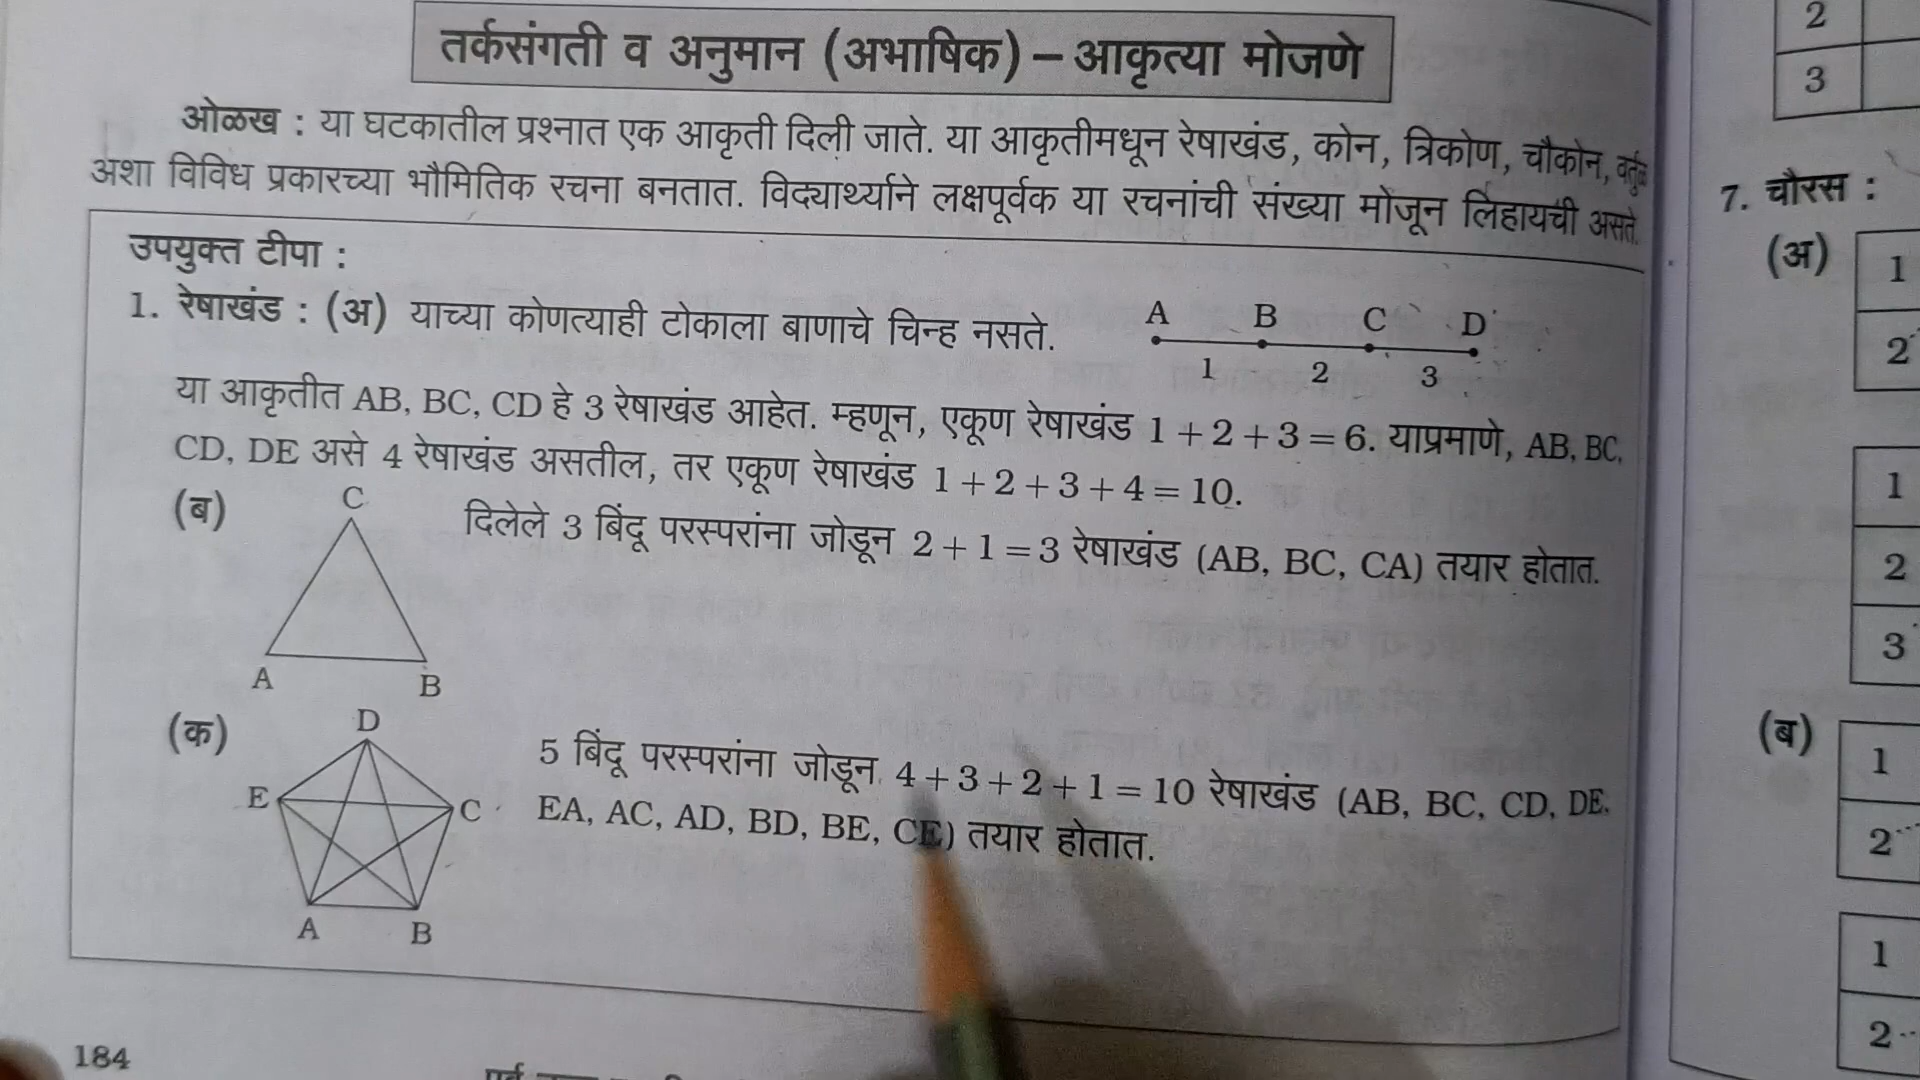 तर्कसंगती व अनुमान (अभाषिक) – आकृत्या मोजणे
ओळख : या घटकातील प्रश्नात एक आकृती दिली जाते. या आकृतीमधून रेषाखंड, कोन, त्रिकोण, चौकोन, वर्तुळ
अशा विविध प्रकारच्या भौमितिक रचना बनतात. विद्यार्थ्याने लक्षपूर्वक या रचनांची संख्या मोजून लिहायची असते.
उपयुक्त टीपा :
1. रेषाखंड : (अ) याच्या कोणत्याही टोकाला बाणाचे चिन्ह नसते.
A B C D
1 2 3
या आकृतीत AB, BC, CD हे 3 रेषाखंड आहेत. म्हणून, एकूण रेषाखंड 1 + 2 + 3 = 6. याप्रमाणे, AB, BC,
CD, DE असे 4 रेषाखंड असतील, तर एकूण रेषाखंड 1 + 2 + 3 + 4 = 10.
(ब)
C
A B
दिलेले 3 बिंदू परस्परांना जोडून 2 + 1 = 3 रेषाखंड (AB, BC, CA) तयार होतात.
(क)
D
E C
A B
5 बिंदू परस्परांना जोडून 4 + 3 + 2 + 1 = 10 रेषाखंड (AB, BC, CD, DE,
EA, AC, AD, BD, BE, CE) तयार होतात.
184
2
3
7. चौरस :
(अ)
1
2
1
2
3
(ब)
1
2
1
2